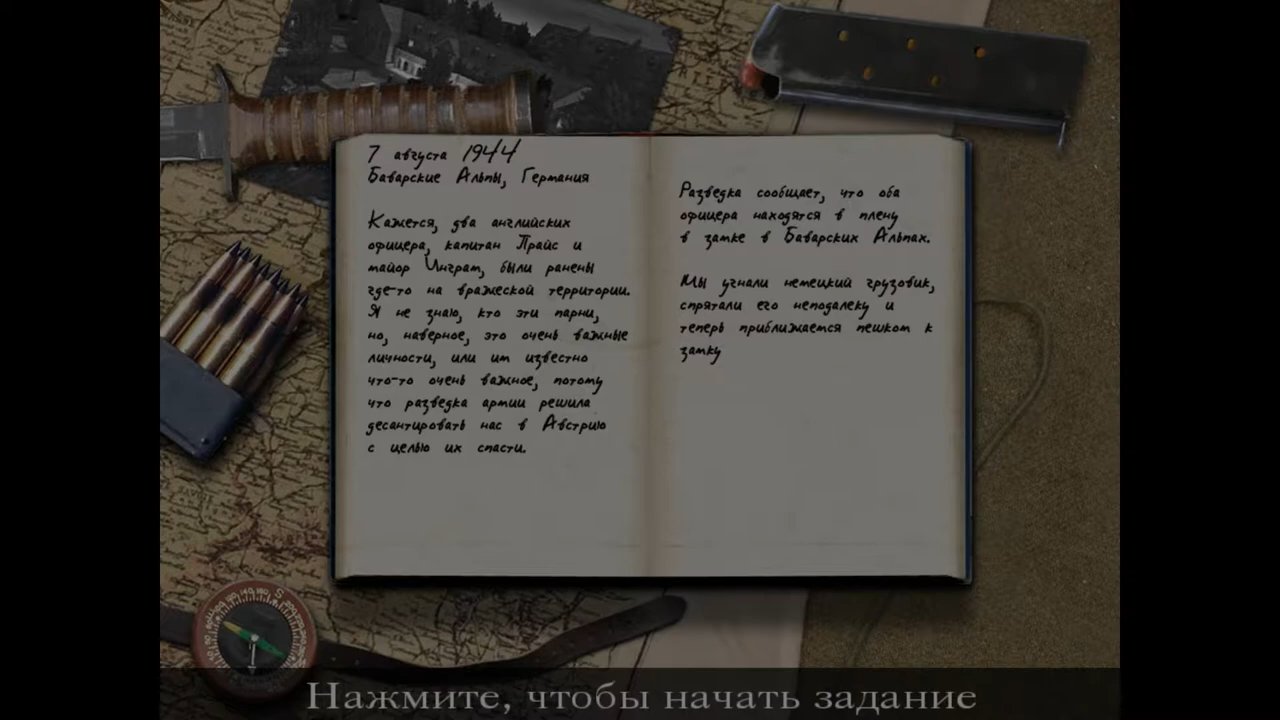 7 августа 1944
Баварские Альпы, Германия
Кажется, два английских
офицера, капитан Прайс и
майор Инграм, были ранены
где-то на вражеской территории.
Я не знаю, кто эти парни,
но, наверное, это очень важные
личности, или им известно
что-то очень важное, потому
что разведка армии решила
десантировать нас в Австрию
с целью их спасти.
Разведка сообщает, что оба
офицера находятся в плену
в замке в Баварских Альпах.
Мы угнали немецкий грузовик,
спрятали его неподалеку и
теперь приближаемся пешком к
замку
Нажмите, чтобы начать задание